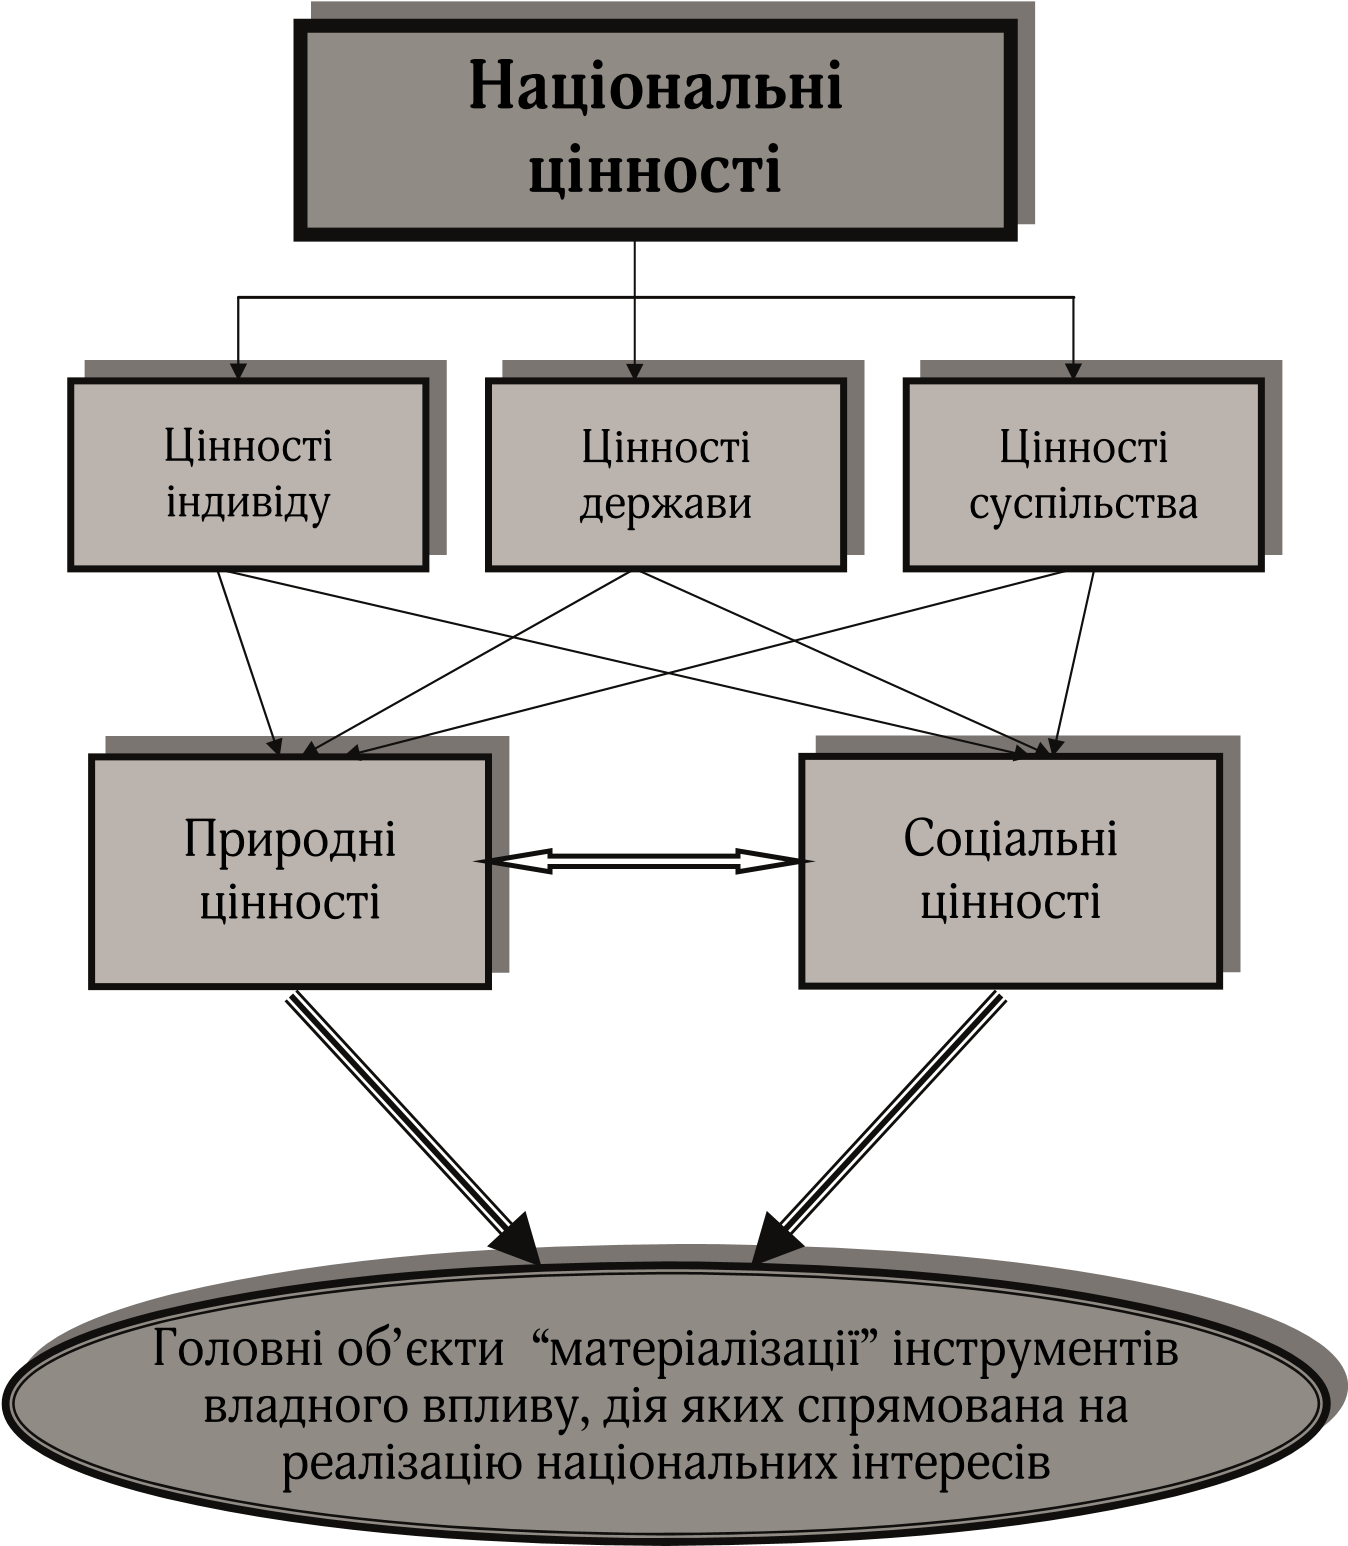 Національні
цінності
Цінності
індивіду
Цінності
держави
Цінності
суспільства
Природні
цінності
Соціальні
цінності
Головні об’єкти “матеріалізації” інструментів
владного впливу, дія яких спрямована на
реалізацію національних інтересів